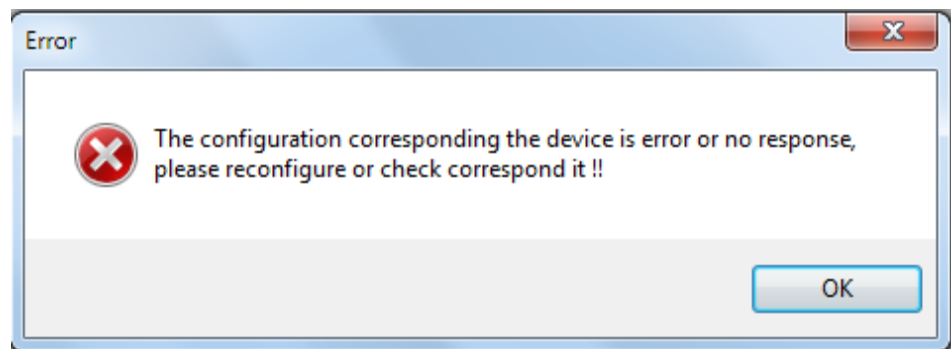 Error
The configuration corresponding the device is error or no response,
please reconfigure or check correspond it !!
OK